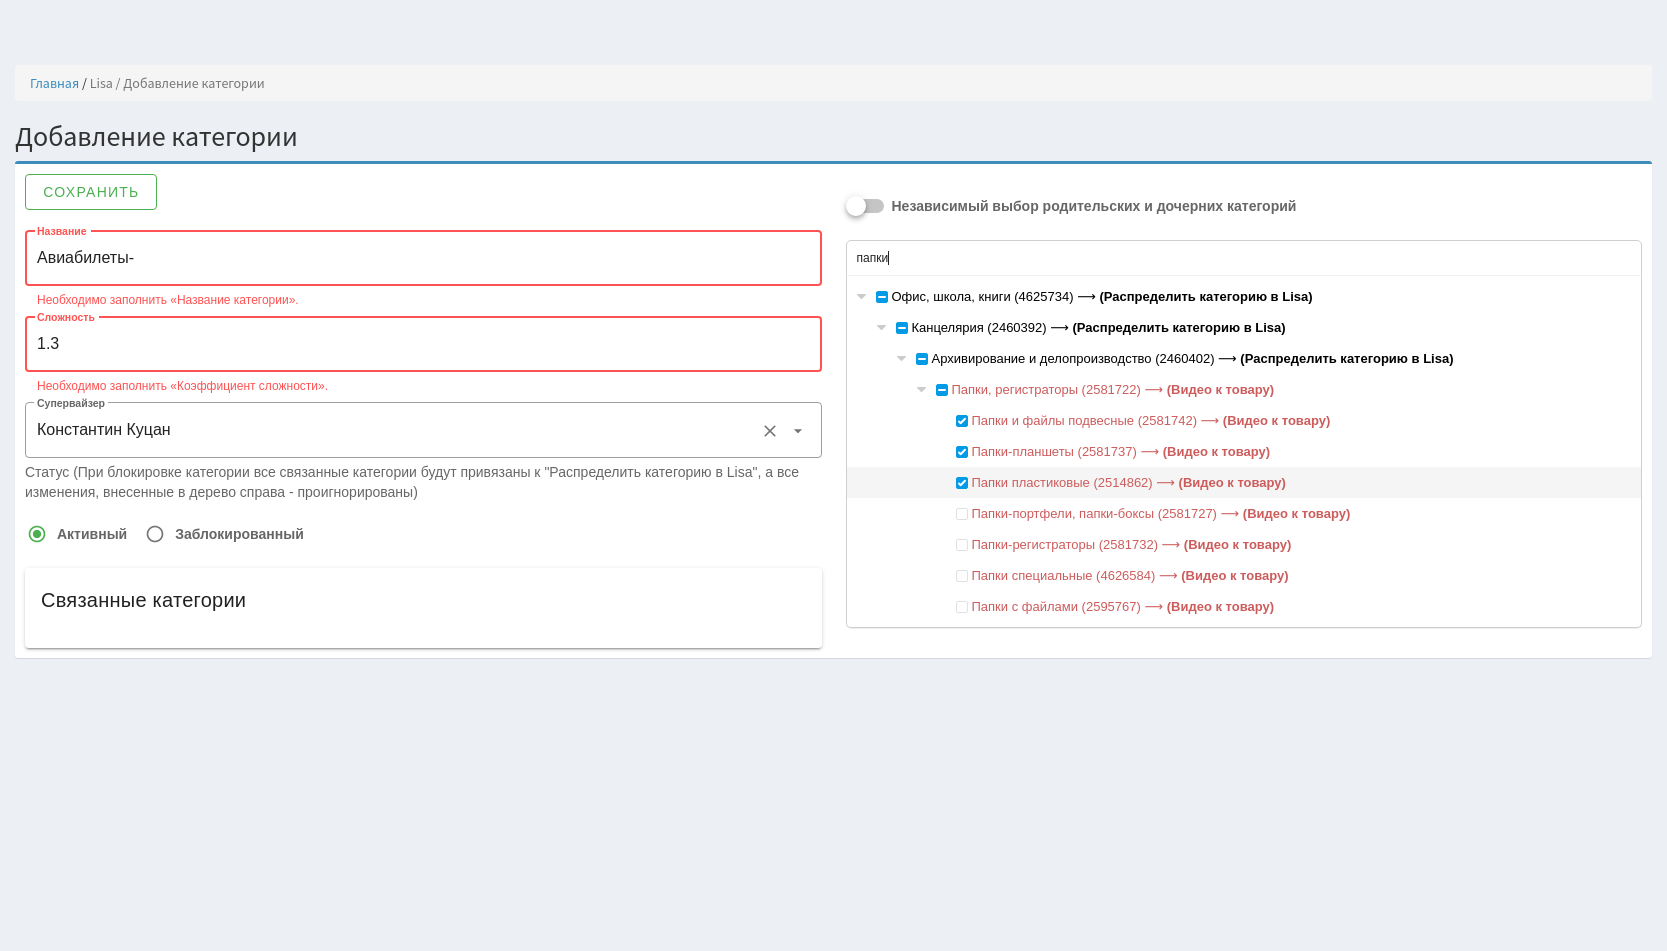 Главная / Lisa / Добавление категории
Добавление категории
СОХРАНИТЬ
Название
Авиабилеты-
Необходимо заполнить «Название категории».
Сложность
1.3
Необходимо заполнить «Коэффициент сложности».
Супервайзер
Константин Куцан
Статус (При блокировке категории все связанные категории будут привязаны к "Распределить категорию в Lisa", а все
изменения, внесенные в дерево справа - проигнорированы)
Активный
Заблокированный
Связанные категории
Независимый выбор родительских и дочерних категорий
папки
Офис, школа, книги (4625734) ⟶ (Распределить категорию в Lisa)
Канцелярия (2460392) ⟶ (Распределить категорию в Lisa)
Архивирование и делопроизводство (2460402) ⟶ (Распределить категорию в Lisa)
Папки, регистраторы (2581722) ⟶ (Видео к товару)
Папки и файлы подвесные (2581742) ⟶ (Видео к товару)
Папки-планшеты (2581737) ⟶ (Видео к товару)
Папки пластиковые (2514862) ⟶ (Видео к товару)
Папки-портфели, папки-боксы (2581727) ⟶ (Видео к товару)
Папки-регистраторы (2581732) ⟶ (Видео к товару)
Папки специальные (4626584) ⟶ (Видео к товару)
Папки с файлами (2595767) ⟶ (Видео к товару)